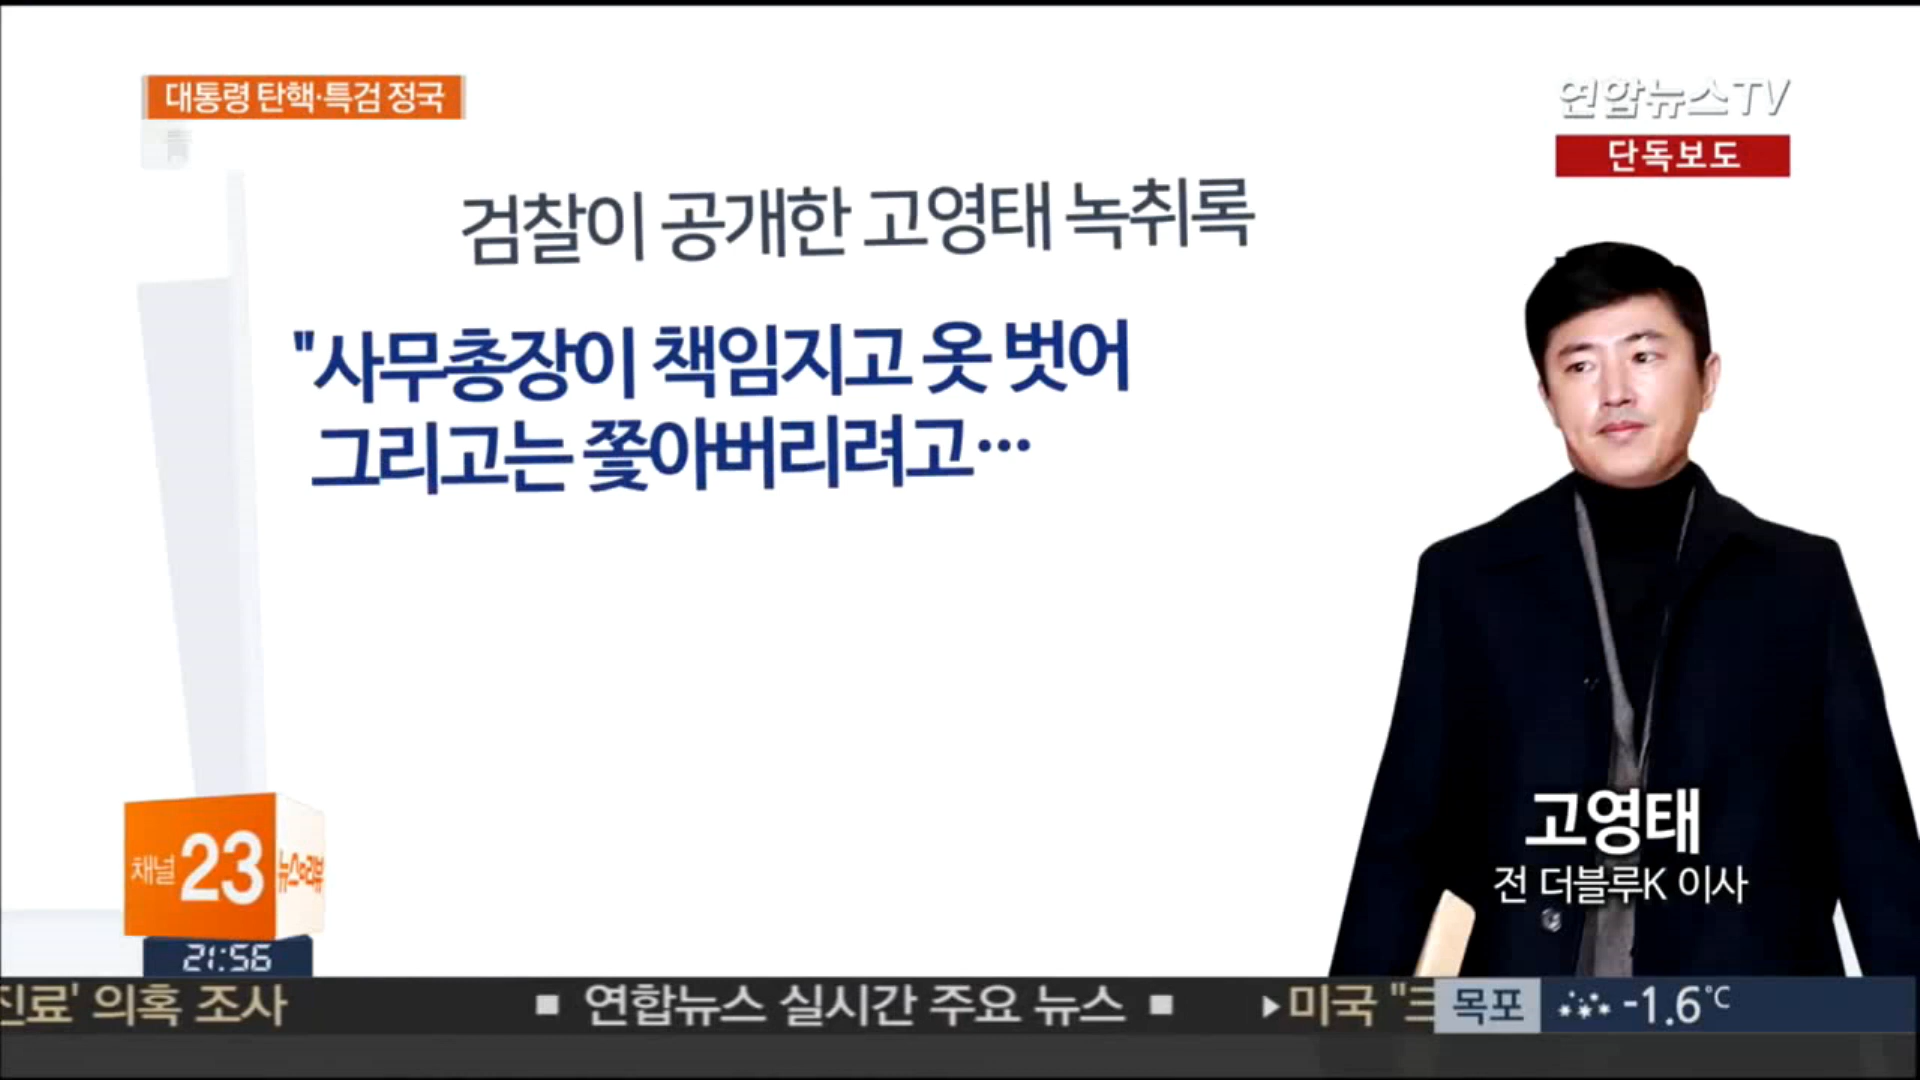 대통령 탄핵·특검 정국
연합뉴스TV
단독보도
검찰이 공개한 고영태 녹취록
"사무총장이 책임지고 옷 벗어
그리고는 쫓아버리려고…
고영태
전 더블루K 이사
채널 23
뉴스리뷰
21:56
진료' 의혹 조사
■ 연합뉴스 실시간 주요 뉴스 ■
▶미국 "
목포
-1.6℃